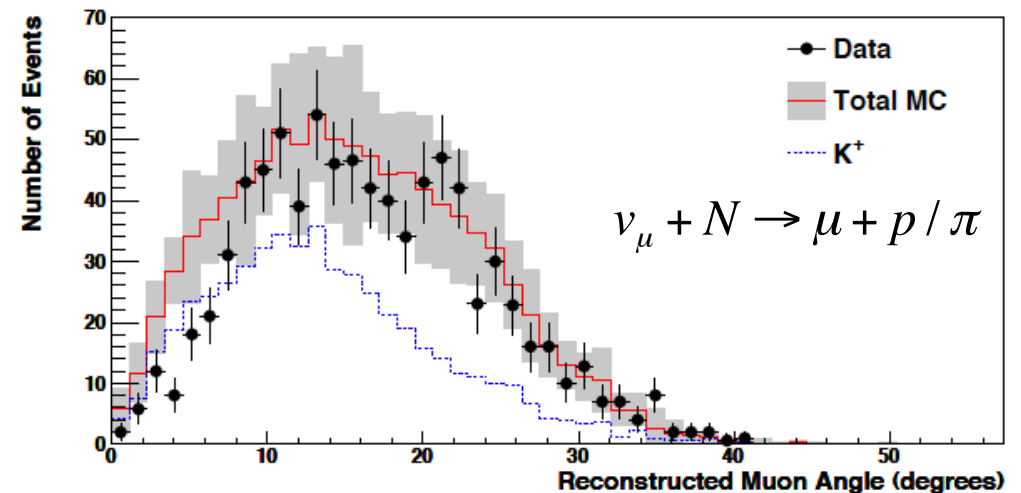 Number of Events
70
60
50
40
30
20
10
0
Data
Total MC
K⁺
ν_μ + N → μ + p / π
0 10 20 30 40 50
Reconstructed Muon Angle (degrees)